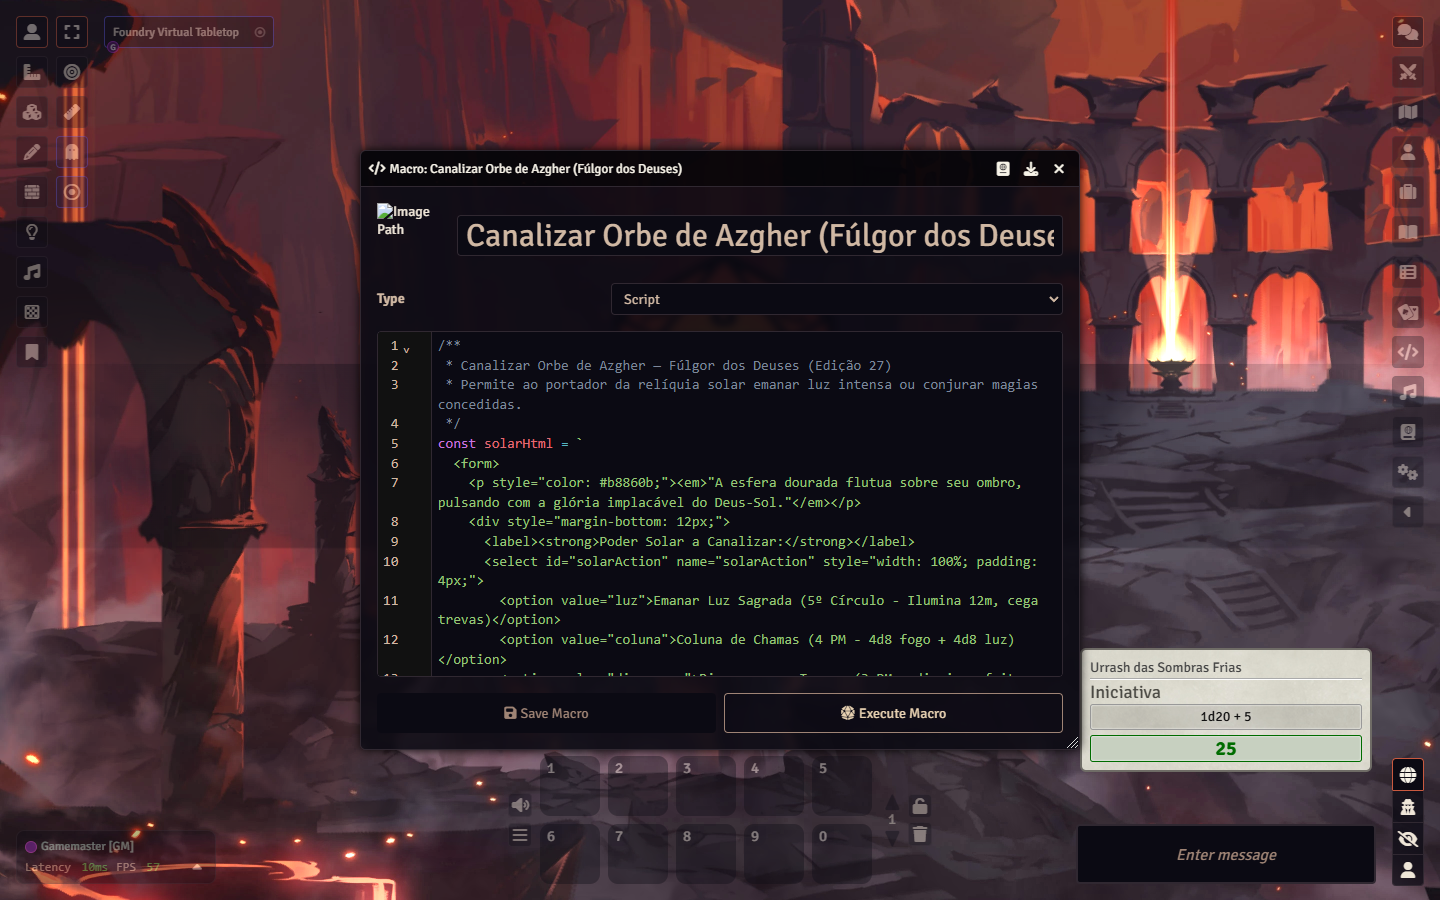 Foundry Virtual Tabletop
G
</> Macro: Canalizar Orbe de Azgher (Fúlgor dos Deuses)
Image Path
Canalizar Orbe de Azgher (Fúlgor dos Deuse
Type
Script
1 /**
2 * Canalizar Orbe de Azgher – Fúlgor dos Deuses (Edição 27)
3 * Permite ao portador da relíquia solar emanar luz intensa ou conjurar magias
concedidas.
4 */
5 const solarHtml = `
6 <form>
7 <p style="color: #b8860b;"><em>"A esfera dourada flutua sobre seu ombro,
pulsando com a glória implacável do Deus-Sol."</em></p>
8 <div style="margin-bottom: 12px;">
9 <label><strong>Poder Solar a Canalizar:</strong></label>
10 <select id="solarAction" name="solarAction" style="width: 100%; padding:
4px;">
11 <option value="luz">Emanar Luz Sagrada (5º Círculo - Ilumina 12m, cega
trevas)</option>
12 <option value="coluna">Coluna de Chamas (4 PM - 4d8 fogo + 4d8 luz)
</option>
Save Macro
Execute Macro
Urrash das Sombras Frias
Iniciativa
1d20 + 5
25
1 2 3 4 5
1
6 7 8 9 0
Gamemaster [GM]
Latency 10ms FPS 57
Enter message